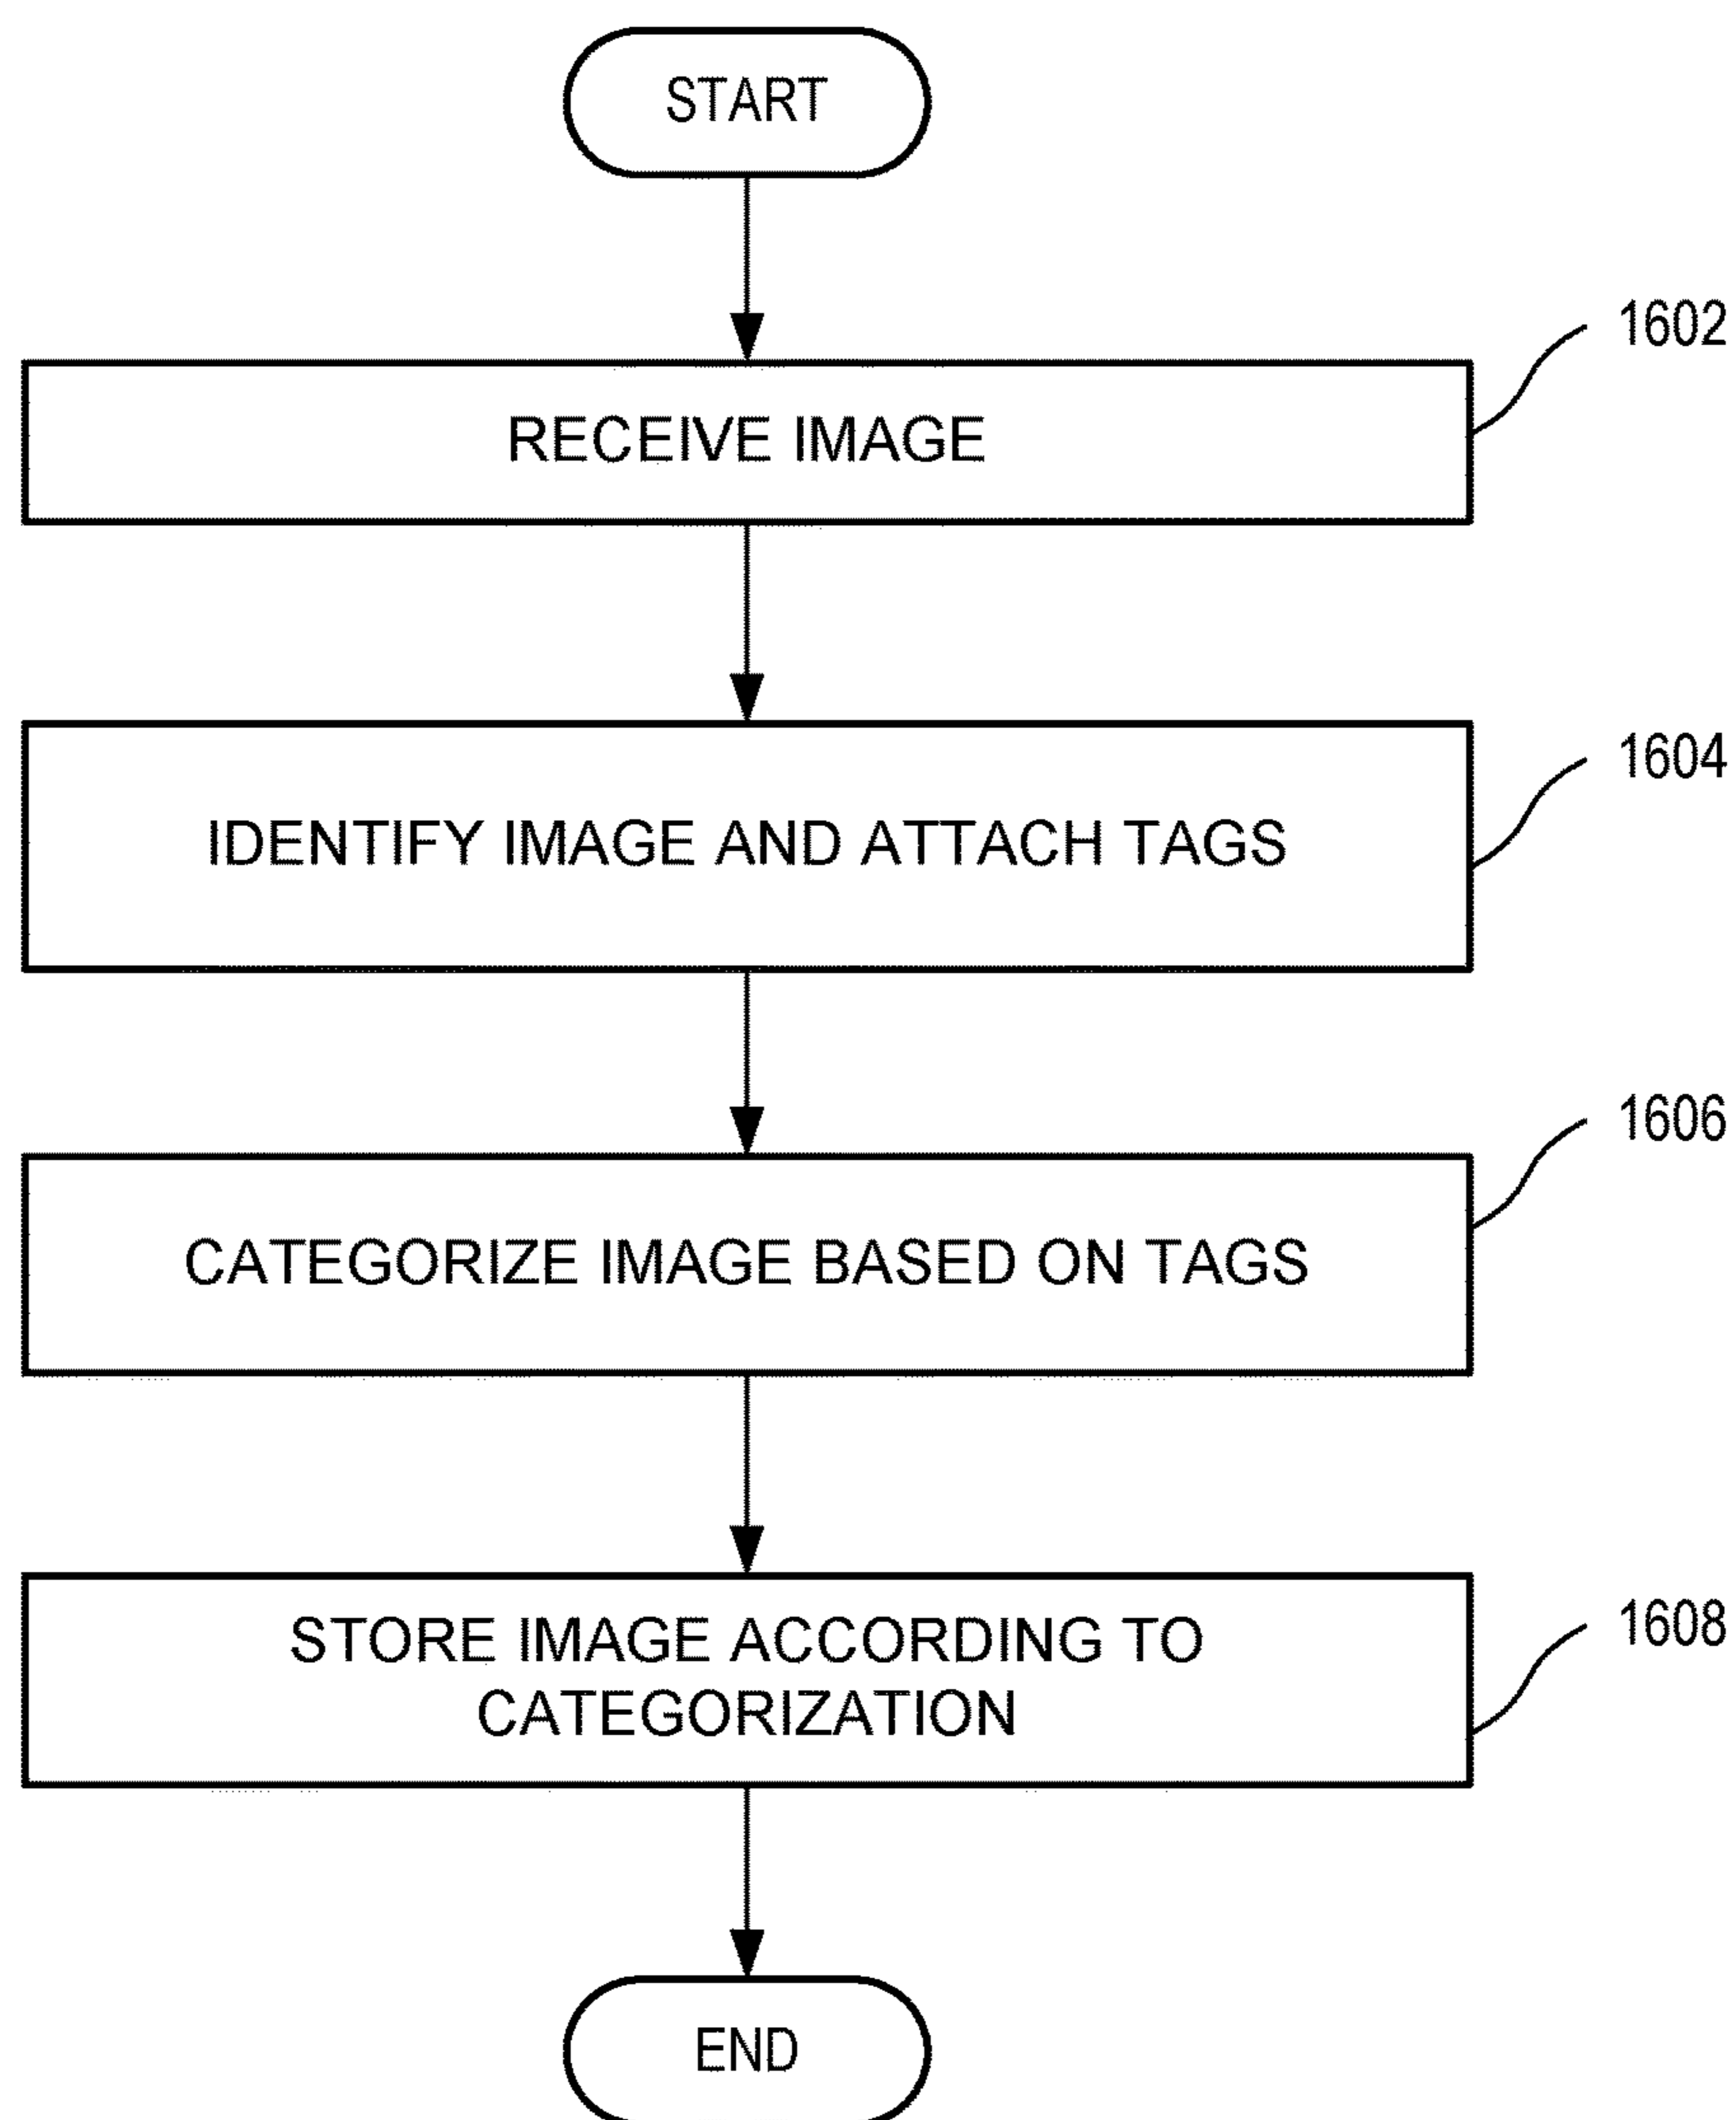 START
1602
RECEIVE IMAGE
1604
IDENTIFY IMAGE AND ATTACH TAGS
1606
CATEGORIZE IMAGE BASED ON TAGS
1608
STORE IMAGE ACCORDING TO
CATEGORIZATION
END